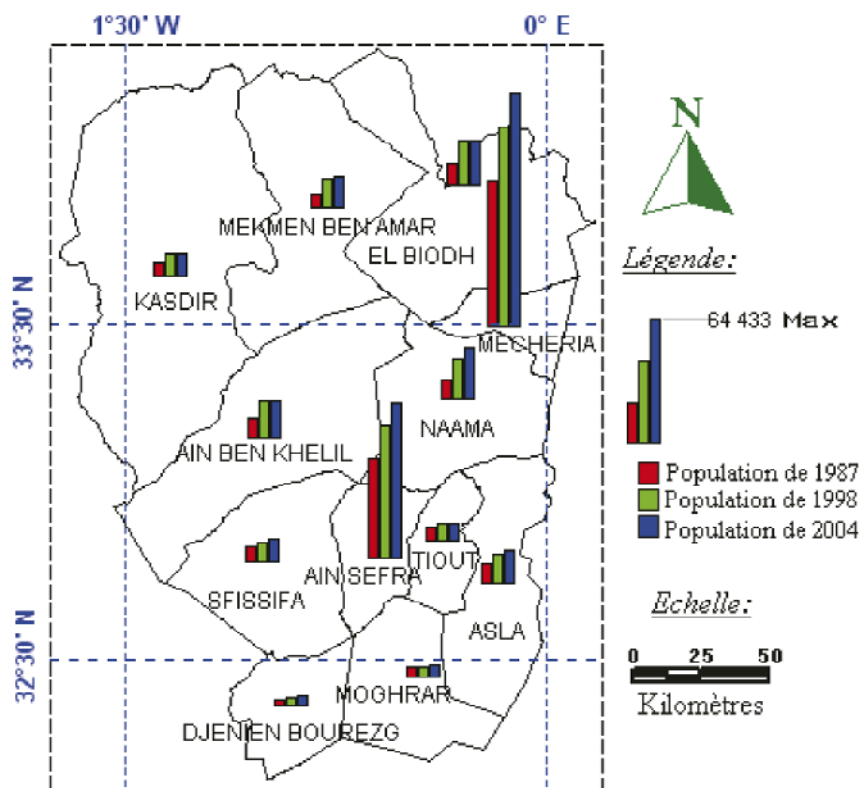 1°30' W
0° E
N
MEKMEN BEN AMAR
EL BIODH
KASDIR
Légende:
33°30' N
64 433 Max
MECHERIA
NAAMA
AIN BEN KHELIL
Population de 1987
Population de 1998
Population de 2004
TIOUT
AIN SEFRA
SFISSIFA
ASLA
Echelle:
32°30' N
0 25 50
Kilomètres
MOGHRAR
DJENIEN BOUREZG